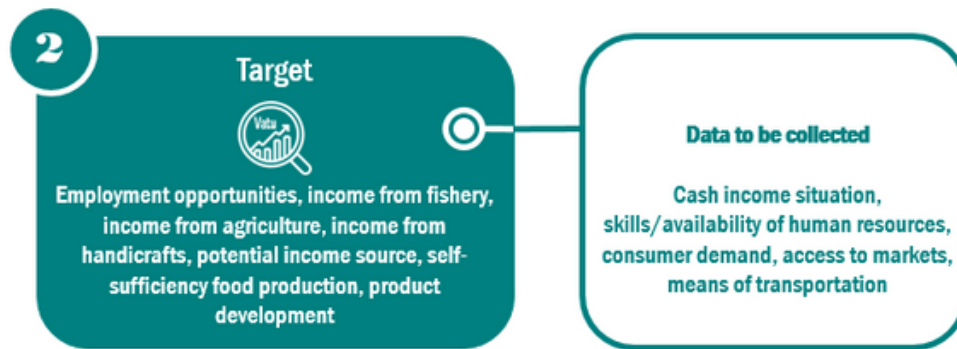 2
Target
Vatu
Employment opportunities, income from fishery,
income from agriculture, income from
handicrafts, potential income source, self-
sufficiency food production, product
development
Data to be collected
Cash income situation,
skills/availability of human resources,
consumer demand, access to markets,
means of transportation